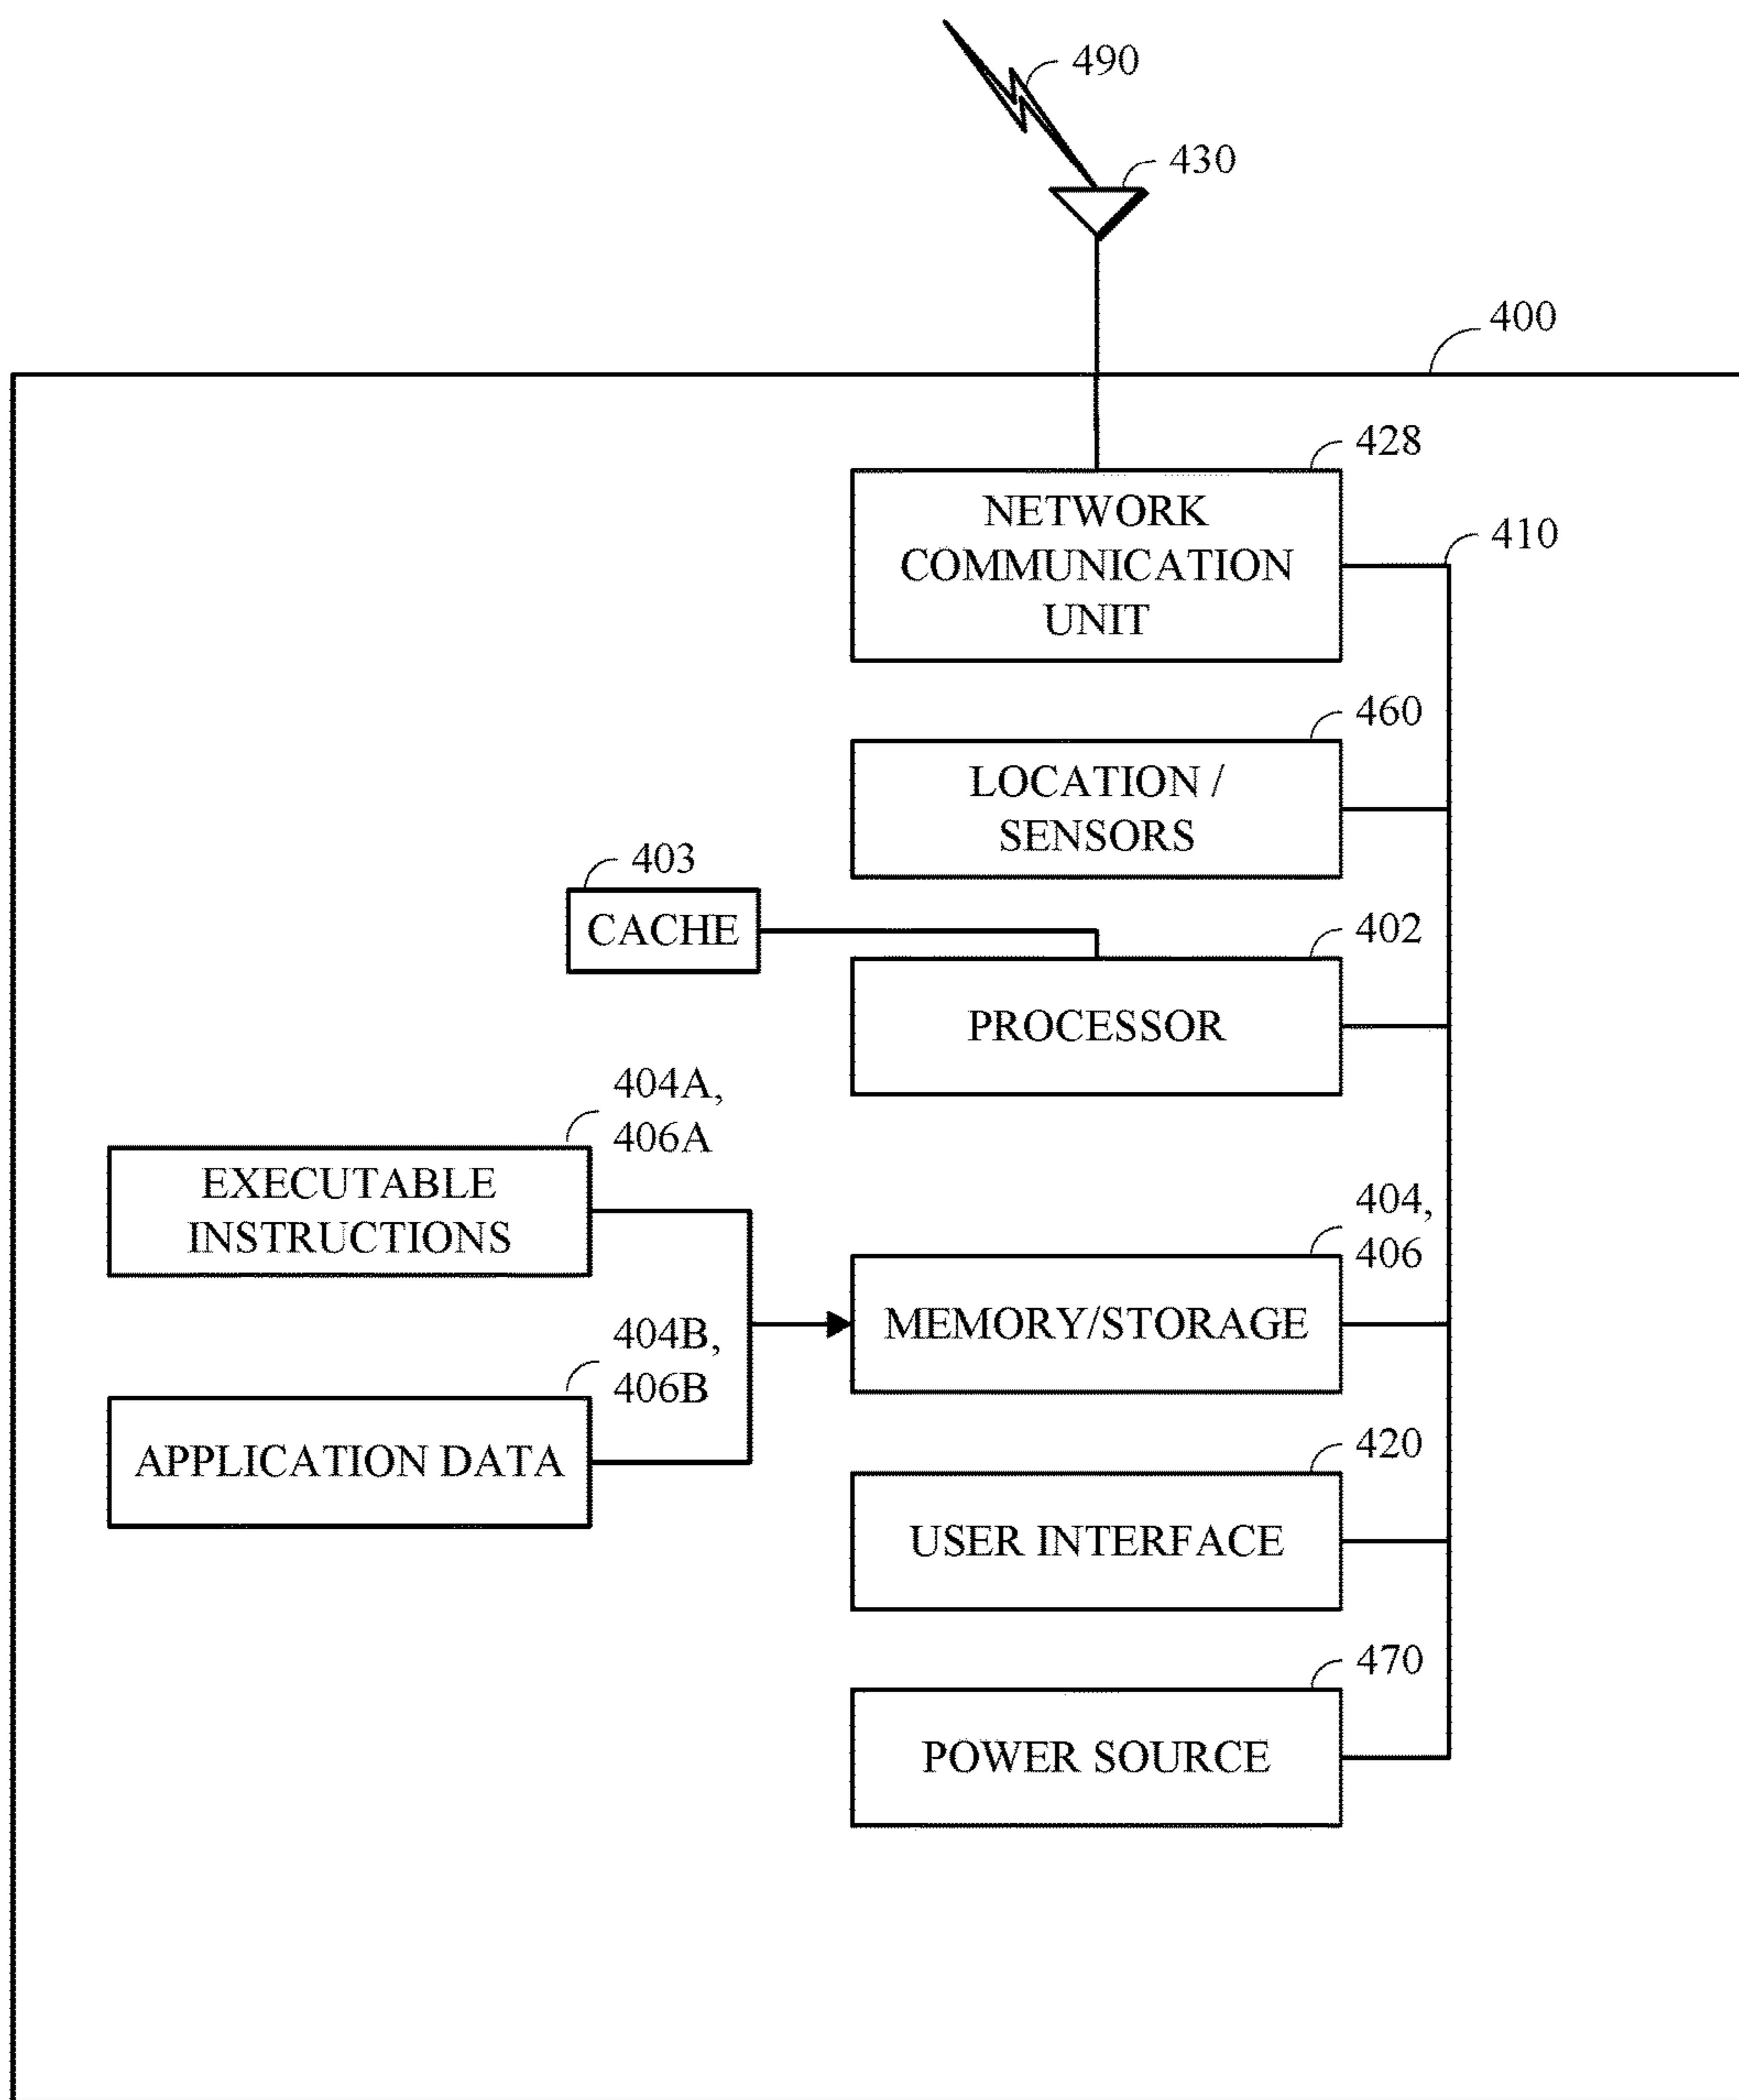 490
430
400
428
NETWORK
COMMUNICATION
UNIT
410
460
LOCATION /
SENSORS
403
CACHE
402
PROCESSOR
404A,
406A
EXECUTABLE
INSTRUCTIONS
404,
406
MEMORY/STORAGE
404B,
406B
APPLICATION DATA
420
USER INTERFACE
470
POWER SOURCE